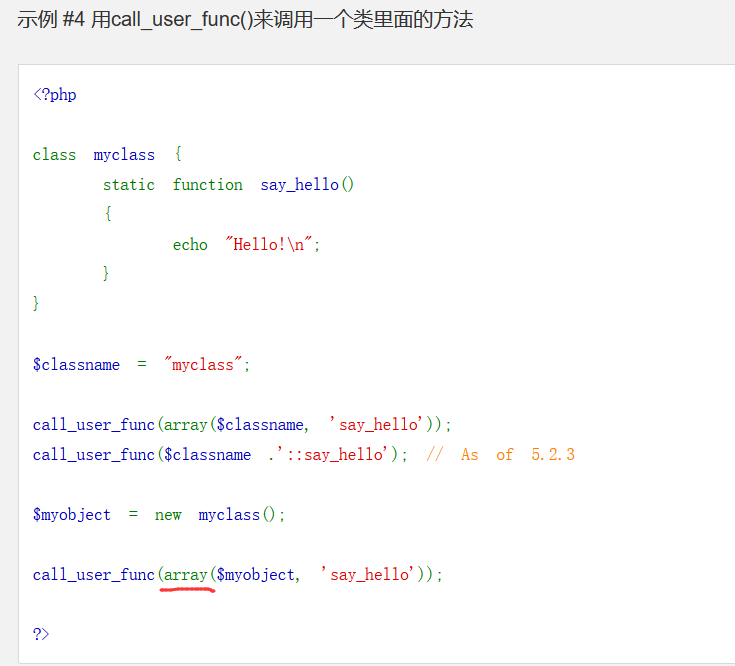 示例 #4 用call_user_func()来调用一个类里面的方法
<?php
class myclass {
static function say_hello()
{
echo "Hello!\n";
}
}
$classname = "myclass";
call_user_func(array($classname, 'say_hello'));
call_user_func($classname .'::say_hello'); // As of 5.2.3
$myobject = new myclass();
call_user_func(array($myobject, 'say_hello'));
?>